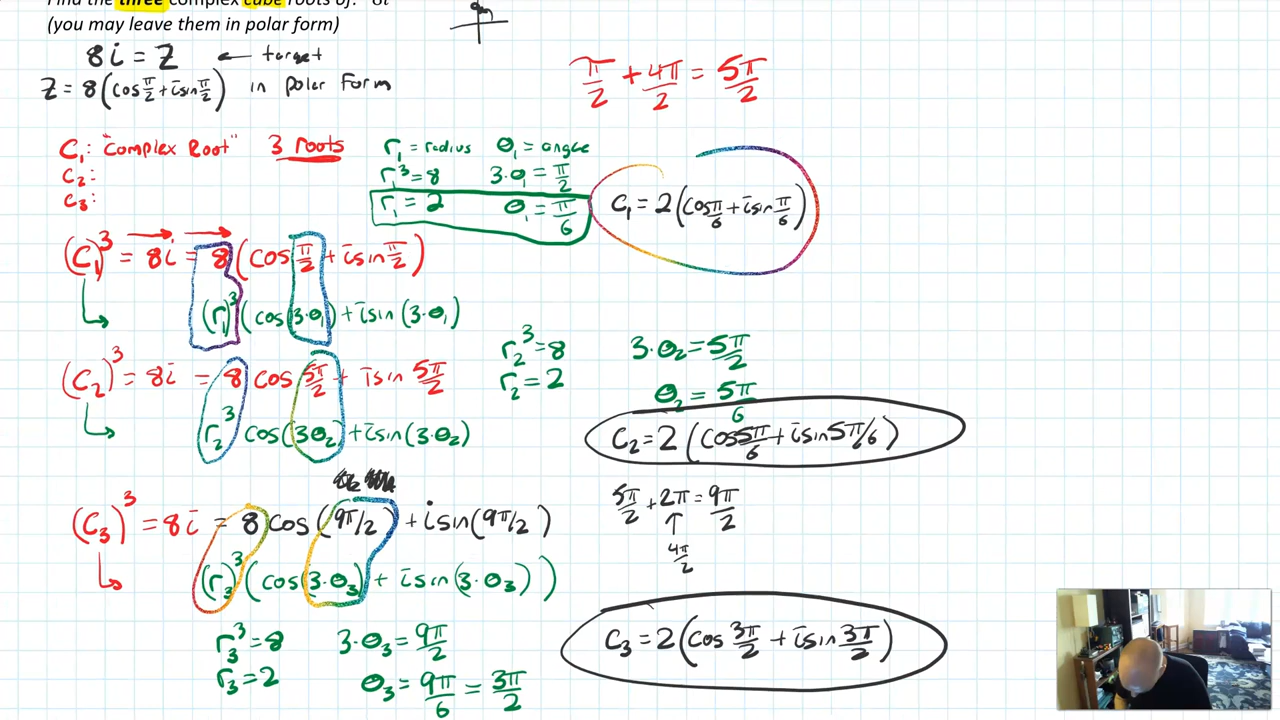 Find the three complex cube roots of: 8i
(you may leave them in polar form)
8i = Z ← target
Z = 8(cos π/2 + i sin π/2) in polar form
π/2 + 4π/2 = 5π/2
C₁: "Complex Root" 3 roots
C₂:
C₃:
r₁ = radius θ₁ = angle
r₁³ = 8 3·θ₁ = π/2
r₁ = 2 θ₁ = π/6
C₁ = 2(cos π/6 + i sin π/6)
(C₁)³ = 8i = 8(cos π/2 + i sin π/2)
(r₁)³(cos(3·θ₁) + i sin(3·θ₁)
(C₂)³ = 8i = 8 cos 5π/2 + i sin 5π/2
r₂³ cos(3θ₂) + i sin(3·θ₂)
r₂³ = 8 3·θ₂ = 5π/2
r₂ = 2 θ₂ = 5π/6
C₂ = 2(cos 5π/6 + i sin 5π/6)
5π/2 + 2π = 9π/2
↑
4π/2
(C₃)³ = 8i = 8 cos(9π/2) + i sin(9π/2)
(r₃)³(cos(3·θ₃) + i sin(3·θ₃))
r₃³ = 8 3·θ₃ = 9π/2
r₃ = 2 θ₃ = 9π/6 = 3π/2
C₃ = 2(cos 3π/2 + i sin 3π/2)